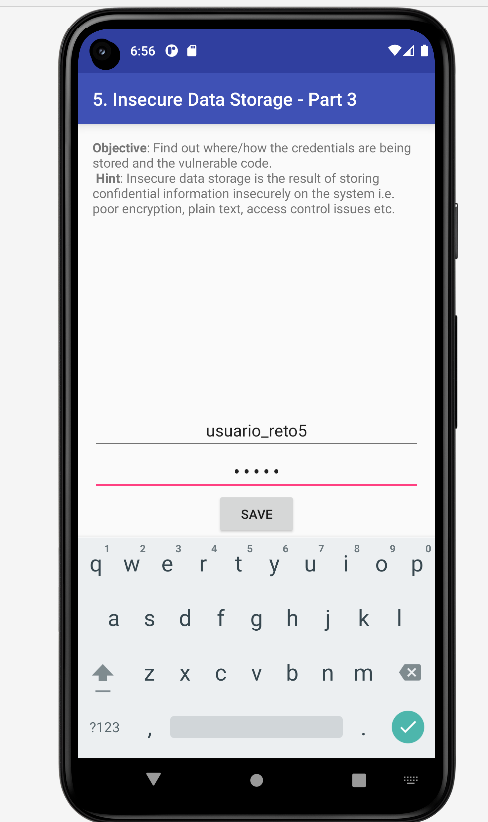 6:56
5. Insecure Data Storage - Part 3
Objective: Find out where/how the credentials are being
stored and the vulnerable code.
Hint: Insecure data storage is the result of storing
confidential information insecurely on the system i.e.
poor encryption, plain text, access control issues etc.
usuario_reto5
•••••
SAVE
1 2 3 4 5 6 7 8 9 0
q w e r t y u i o p
a s d f g h j k l
z x c v b n m
?123 , .